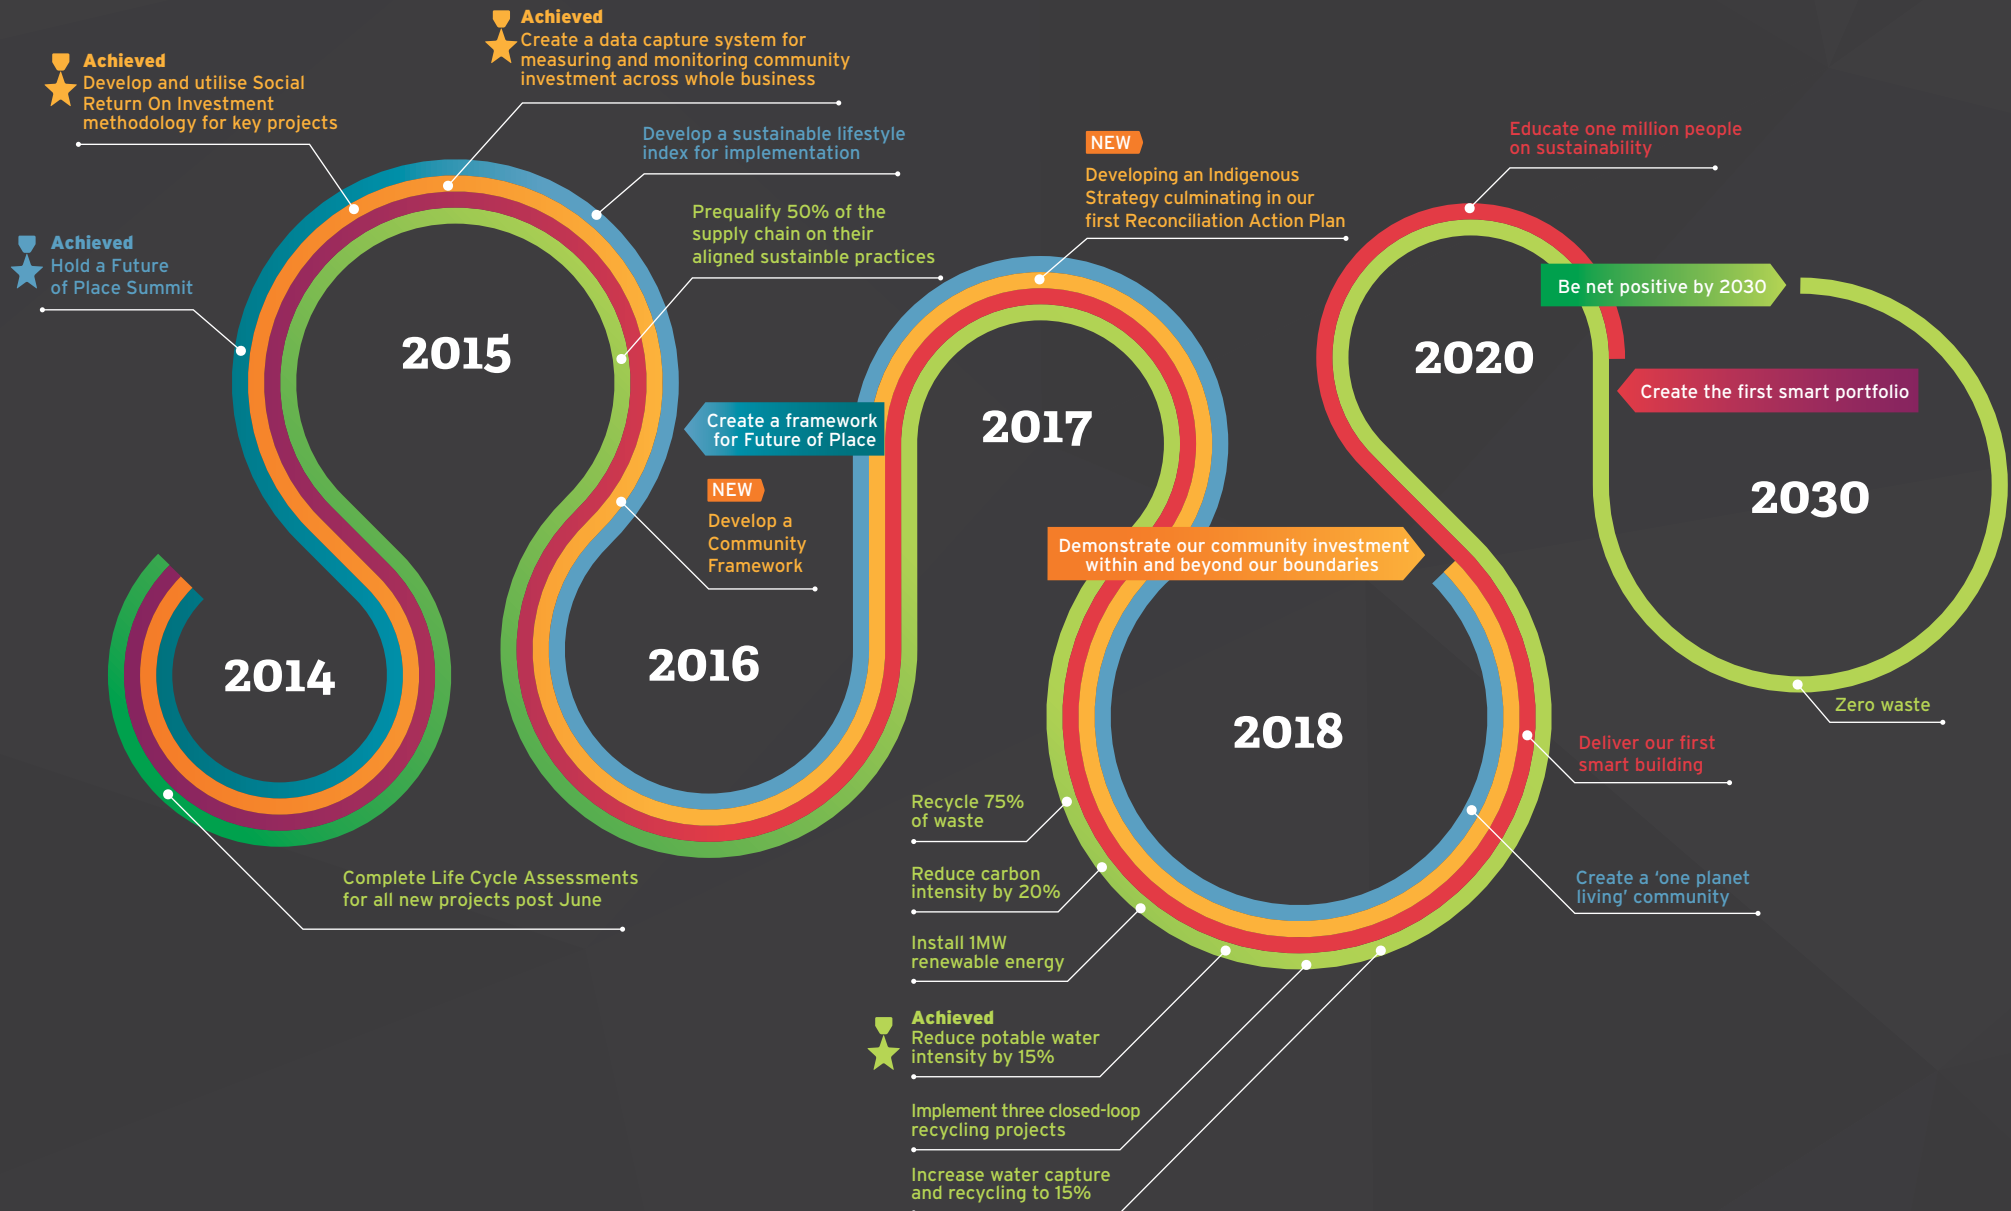 Achieved
Develop and utilise Social
Return On Investment
methodology for key projects
Achieved
Create a data capture system for
measuring and monitoring community
investment across whole business
Develop a sustainable lifestyle
index for implementation
Prequalify 50% of the
supply chain on their
aligned sustainble practices
Achieved
Hold a Future
of Place Summit
2015
2014
Complete Life Cycle Assessments
for all new projects post June
Create a framework
for Future of Place
NEW
Develop a
Community
Framework
2016
NEW
Developing an Indigenous
Strategy culminating in our
first Reconciliation Action Plan
2017
Demonstrate our community investment
within and beyond our boundaries
2018
Recycle 75%
of waste
Reduce carbon
intensity by 20%
Install 1MW
renewable energy
Achieved
Reduce potable water
intensity by 15%
Implement three closed-loop
recycling projects
Increase water capture
and recycling to 15%
Deliver our first
smart building
Create a ‘one planet
living’ community
Educate one million people
on sustainability
2020
Be net positive by 2030
Create the first smart portfolio
2030
Zero waste